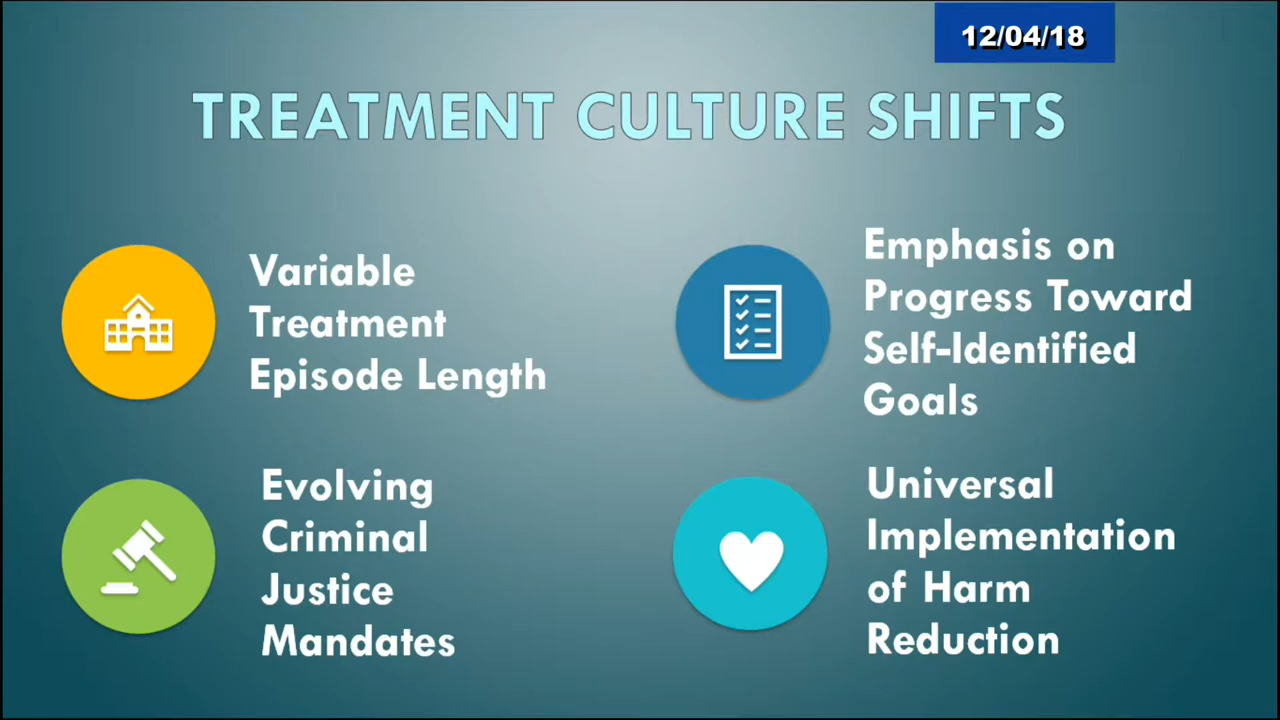 12/04/18
TREATMENT CULTURE SHIFTS
Variable
Treatment
Episode Length
Emphasis on
Progress Toward
Self-Identified
Goals
Evolving
Criminal
Justice
Mandates
Universal
Implementation
of Harm
Reduction